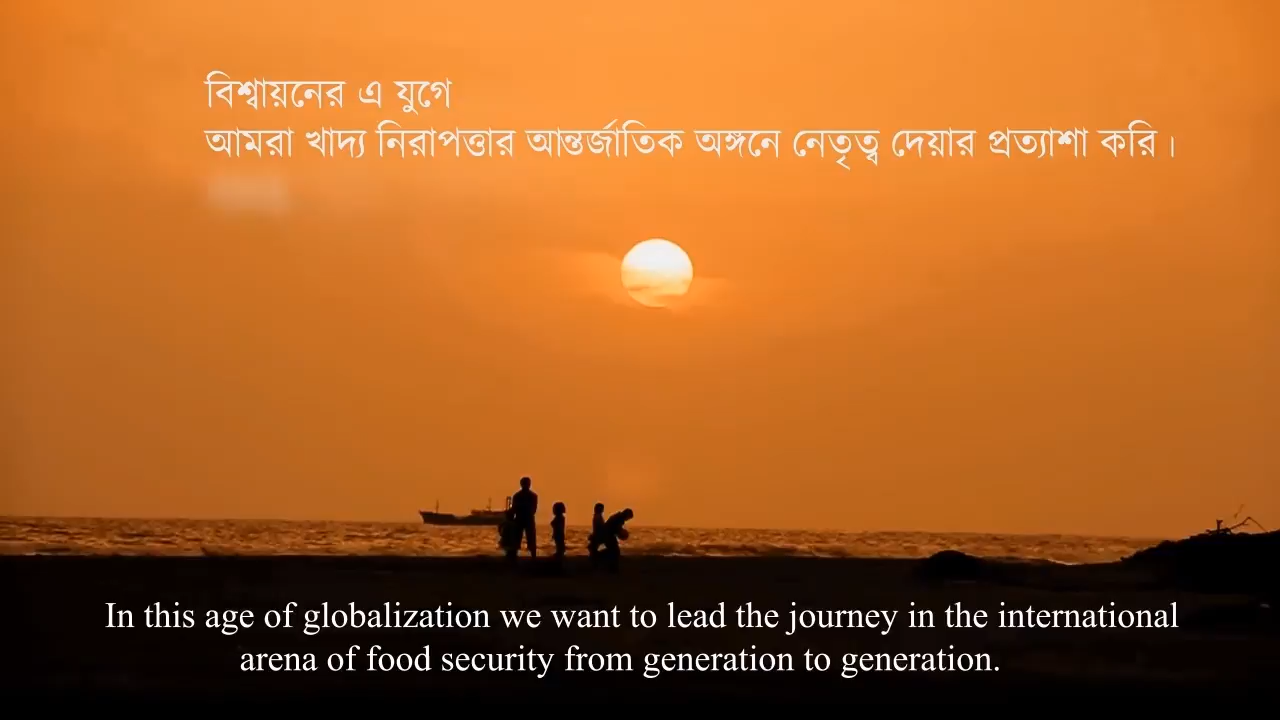 বিশ্বায়নের এ যুগে
আমরা খাদ্য নিরাপত্তার আন্তর্জাতিক অঙ্গনে নেতৃত্ব দেয়ার প্রত্যাশা করি।
In this age of globalization we want to lead the journey in the international
arena of food security from generation to generation.